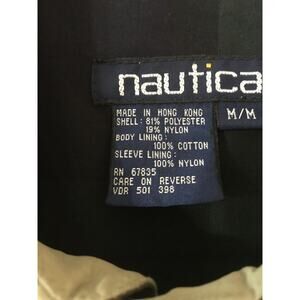 nautica
M/M
MADE IN HONG KONG
SHELL: 81% POLYESTER
19% NYLON
BODY LINING:
100% COTTON
SLEEVE LINING:
100% NYLON
RN 67835
CARE ON REVERSE
VDR 501 398